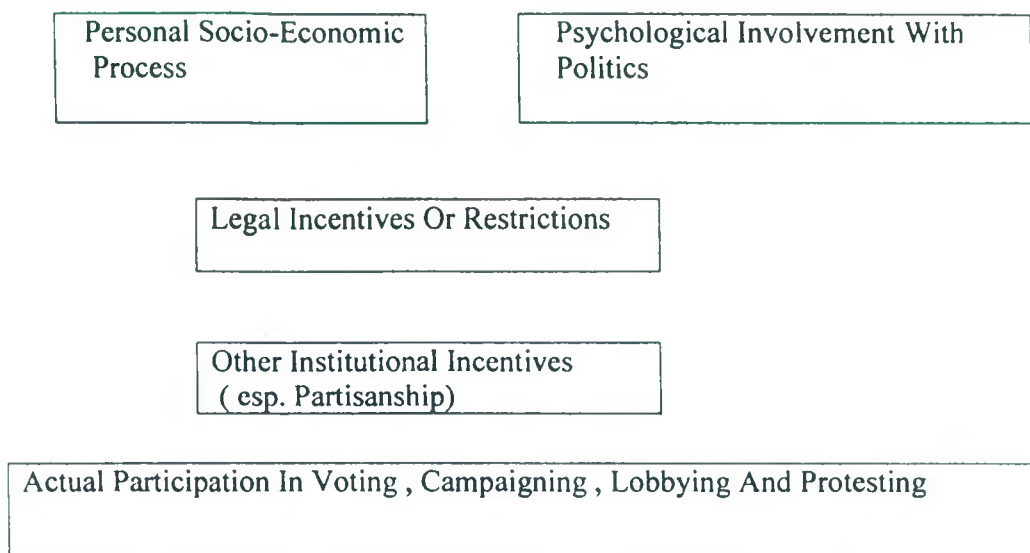 Personal Socio-Economic
Process
Psychological Involvement With
Politics
Legal Incentives Or Restrictions
Other Institutional Incentives
( esp. Partisanship)
Actual Participation In Voting , Campaigning , Lobbying And Protesting